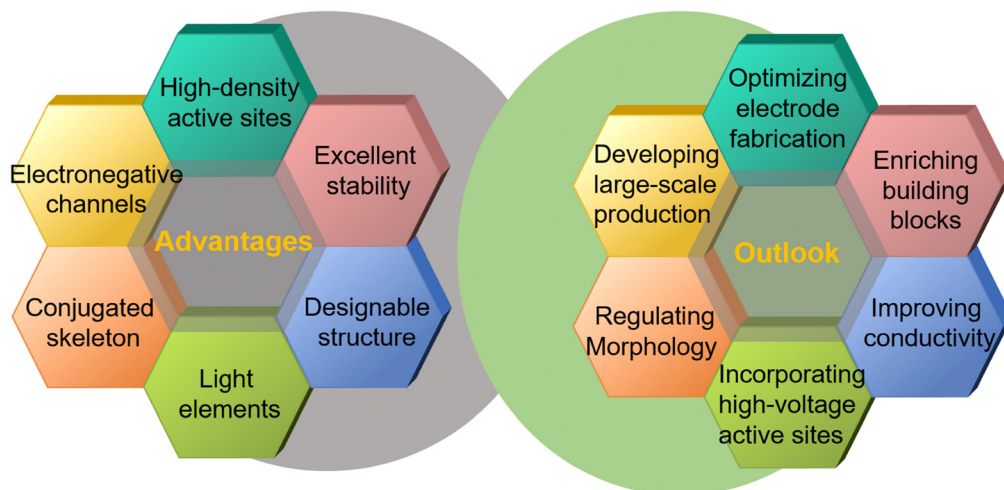 High-density
active sites
Excellent
stability
Designable
structure
Light
elements
Conjugated
skeleton
Electronegative
channels
Advantages
Optimizing
electrode
fabrication
Enriching
building
blocks
Improving
conductivity
Incorporating
high-voltage
active sites
Regulating
Morphology
Developing
large-scale
production
Outlook